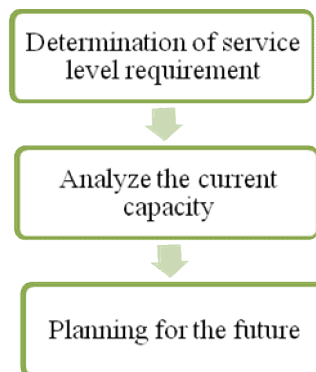 Determination of service
level requirement
Analyze the current
capacity
Planning for the future